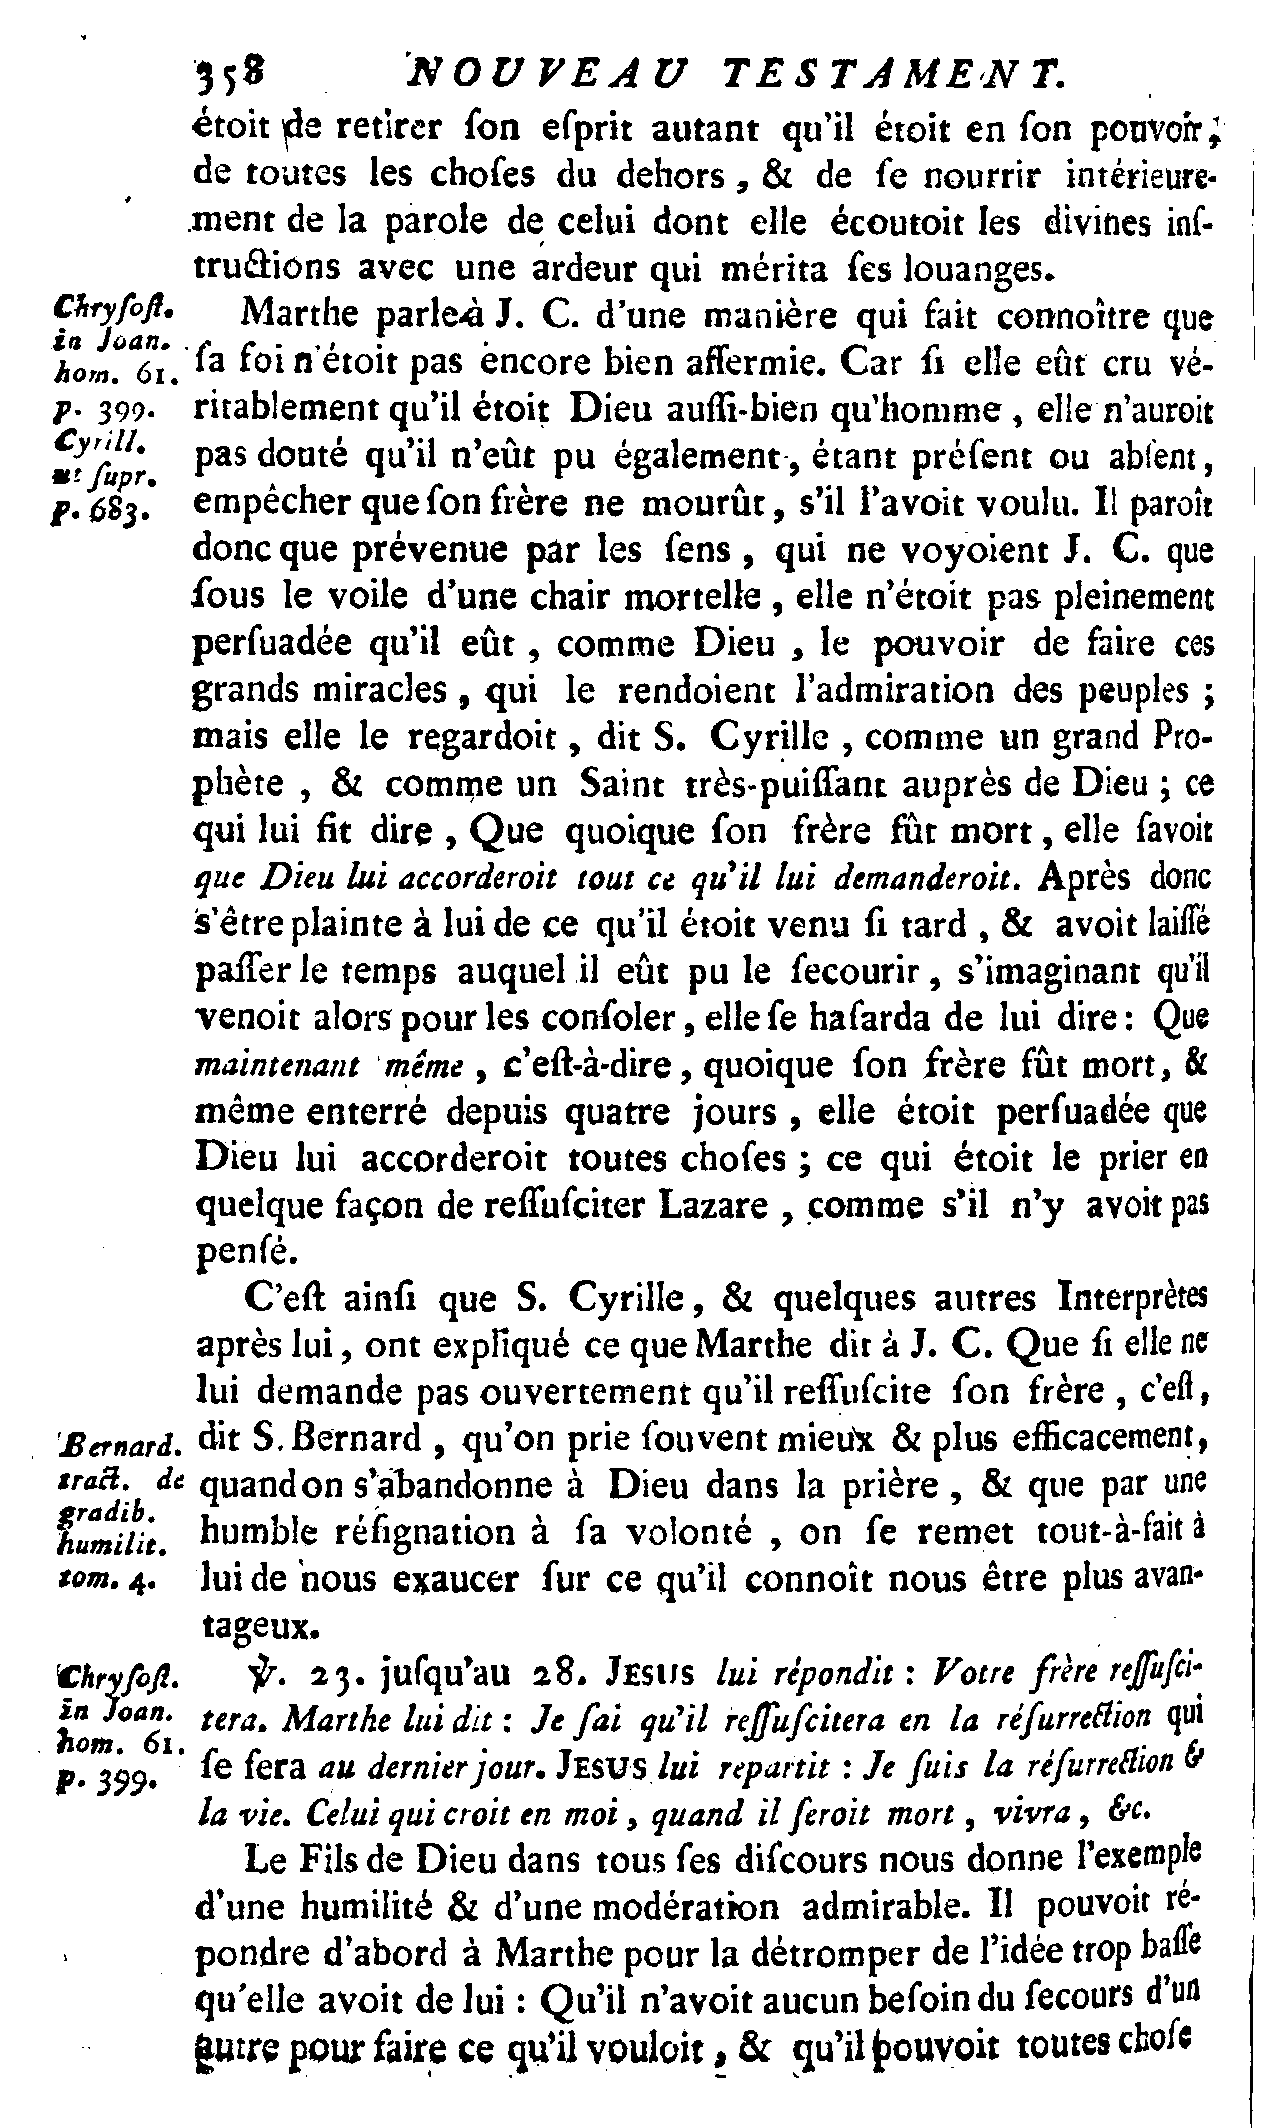 358 NOUVEAU TESTAMENT.
étoit de retirer ſon eſprit autant qu'il étoit en ſon pouvoir,
de toutes les choſes du dehors, & de ſe nourrir intérieure-
ment de la parole de celui dont elle écoutoit les divines inſ-
tructions avec une ardeur qui mérita ſes louanges.
Chryſoſt.
in Joan.
hom. 61.
p. 399.
Cyrill.
ut ſupr.
p. 683.
Marthe parle à J. C. d'une manière qui fait connoître que
ſa foi n'étoit pas encore bien affermie. Car ſi elle eût cru vé-
ritablement qu'il étoit Dieu auſſi-bien qu'homme, elle n'auroit
pas douté qu'il n'eût pu également, étant préſent ou abſent,
empêcher que ſon frère ne mourût, s'il l'avoit voulu. Il paroît
donc que prévenue par les ſens, qui ne voyoient J. C. que
ſous le voile d'une chair mortelle, elle n'étoit pas pleinement
perſuadée qu'il eût, comme Dieu, le pouvoir de faire ces
grands miracles, qui le rendoient l'admiration des peuples;
mais elle le regardoit, dit S. Cyrille, comme un grand Pro-
phète, & comme un Saint très-puiſſant auprès de Dieu; ce
qui lui fit dire, Que quoique ſon frère fût mort, elle ſavoit
que Dieu lui accorderoit tout ce qu'il lui demanderoit. Après donc
s'être plainte à lui de ce qu'il étoit venu ſi tard, & avoit laiſſé
paſſer le temps auquel il eût pu le ſecourir, s'imaginant qu'il
venoit alors pour les conſoler, elle ſe haſarda de lui dire: Que
maintenant même, c'eſt-à-dire, quoique ſon frère fût mort, &
même enterré depuis quatre jours, elle étoit perſuadée que
Dieu lui accorderoit toutes choſes; ce qui étoit le prier en
quelque façon de reſſuſciter Lazare, comme s'il n'y avoit pas
penſé.
C'eſt ainſi que S. Cyrille, & quelques autres Interprètes
après lui, ont expliqué ce que Marthe dit à J. C. Que ſi elle ne
lui demande pas ouvertement qu'il reſſuſcite ſon frère, c'eſt,
Bernard.
tract. de
gradib.
humilit.
tom. 4.
dit S. Bernard, qu'on prie ſouvent mieux & plus efficacement,
quand on s'abandonne à Dieu dans la prière, & que par une
humble réſignation à ſa volonté, on ſe remet tout-à-fait à
lui de nous exaucer ſur ce qu'il connoît nous être plus avan-
tageux.
Chryſoſt.
in Joan.
hom. 61.
p. 399.
℣. 23. juſqu'au 28. JESUS lui répondit: Votre frère reſſuſci-
tera. Marthe lui dit: Je ſai qu'il reſſuſcitera en la réſurrection qui
ſe ſera au dernier jour. JESUS lui repartit: Je ſuis la réſurrection &
la vie. Celui qui croit en moi, quand il ſeroit mort, vivra, &c.
Le Fils de Dieu dans tous ſes diſcours nous donne l'exemple
d'une humilité & d'une modération admirable. Il pouvoit ré-
pondre d'abord à Marthe pour la détromper de l'idée trop baſſe
qu'elle avoit de lui: Qu'il n'avoit aucun beſoin du ſecours d'un
autre pour faire ce qu'il vouloit, & qu'il pouvoit toutes choſe